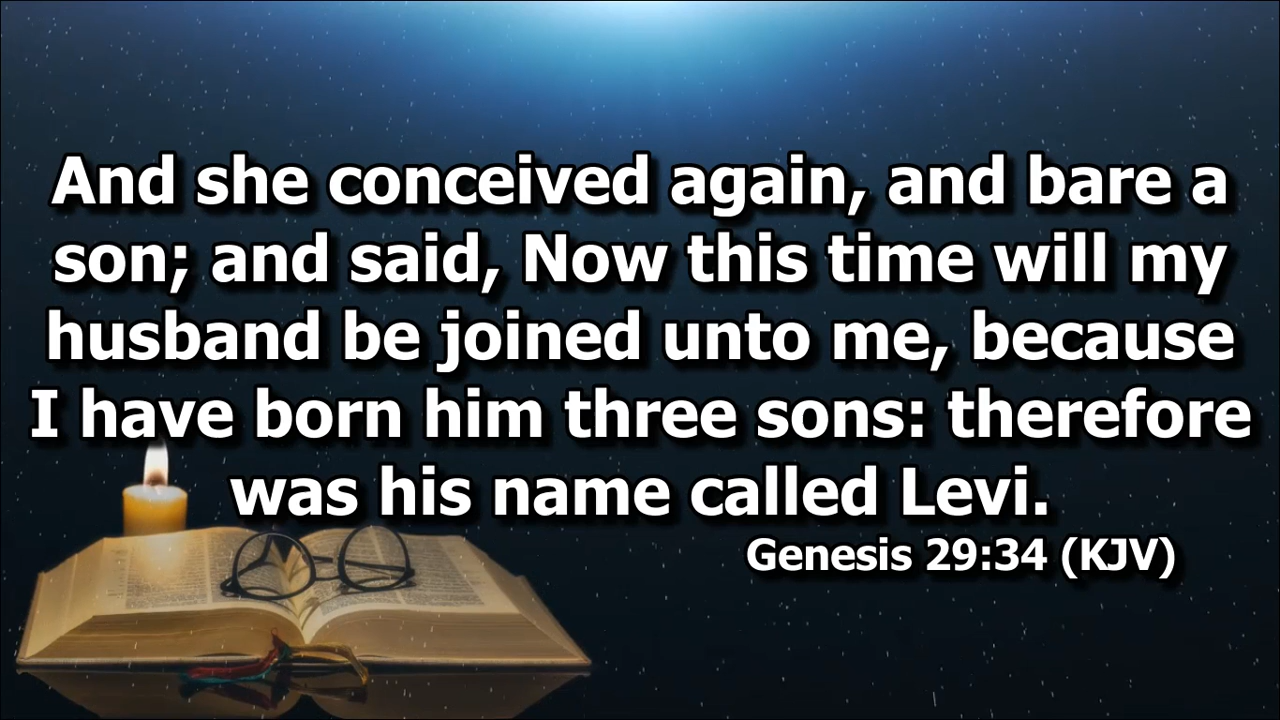 And she conceived again, and bare a
son; and said, Now this time will my
husband be joined unto me, because
I have born him three sons: therefore
was his name called Levi.
Genesis 29:34 (KJV)